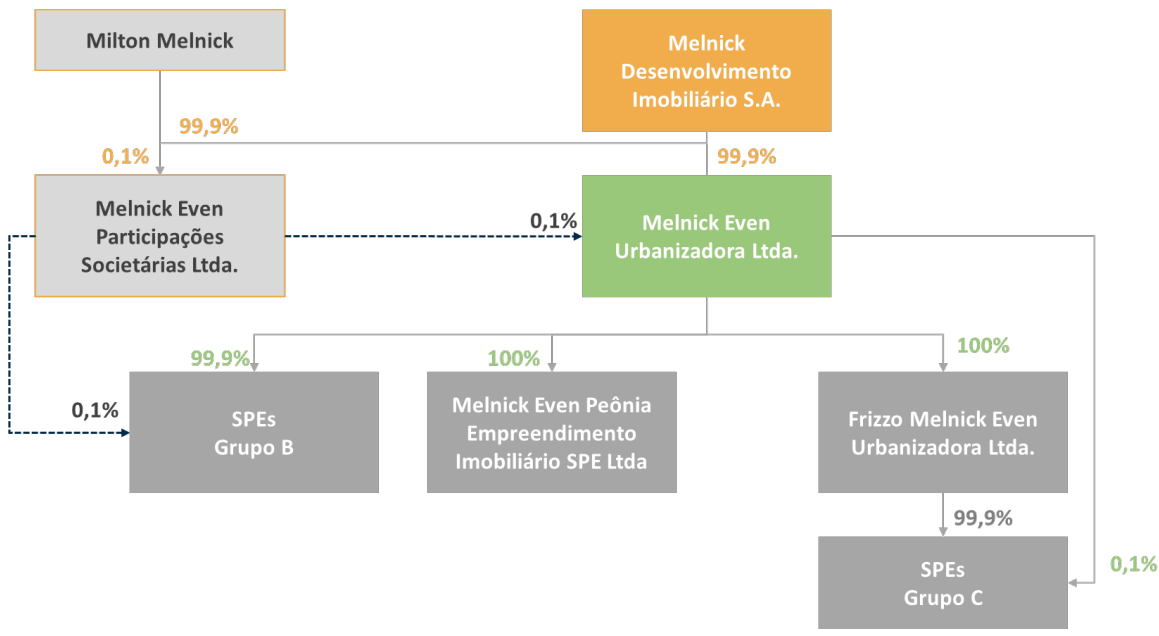 Milton Melnick
Melnick
Desenvolvimento
Imobiliário S.A.
99,9%
0,1%
99,9%
Melnick Even
Participações
Societárias Ltda.
0,1%
Melnick Even
Urbanizadora Ltda.
99,9%
100%
100%
0,1%
SPEs
Grupo B
Melnick Even Peônia
Empreendimento
Imobiliário SPE Ltda
Frizzo Melnick Even
Urbanizadora Ltda.
99,9%
0,1%
SPEs
Grupo C